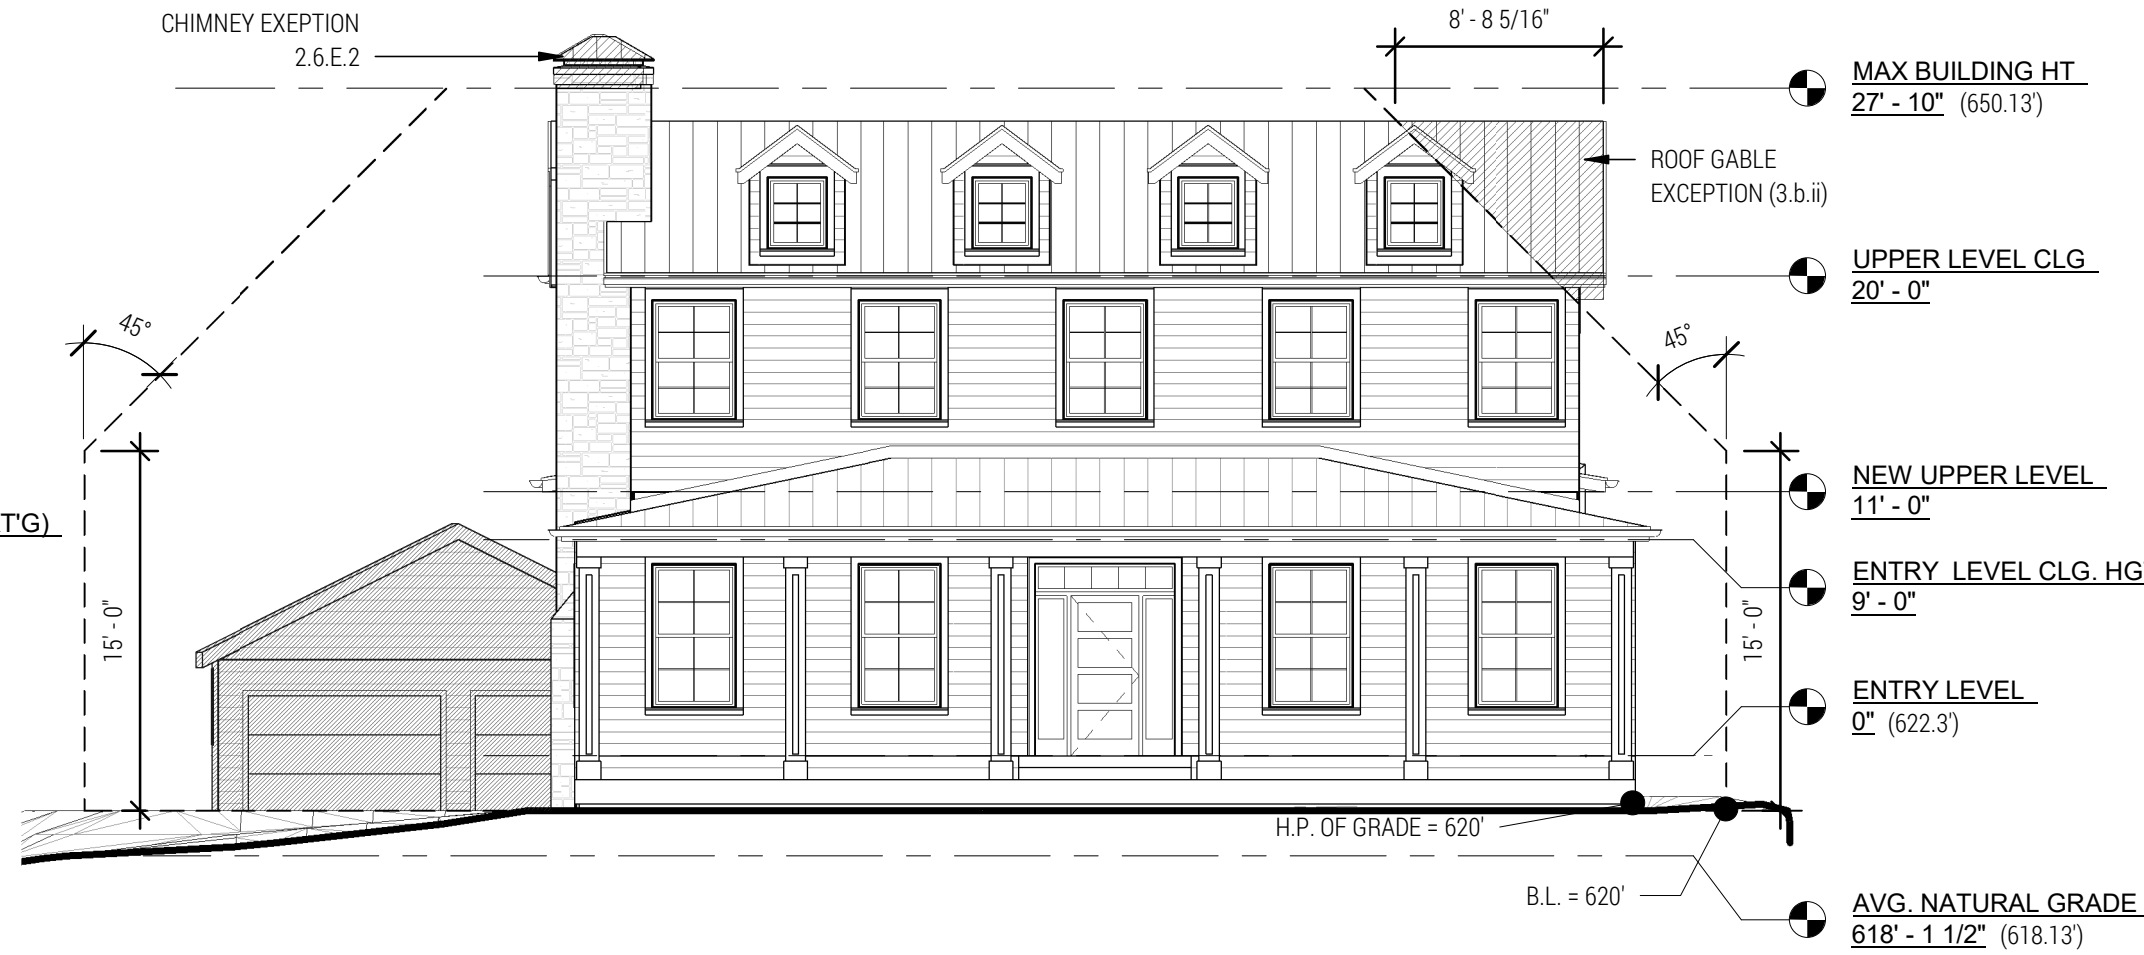 CHIMNEY EXEPTION
2.6.E.2
8' - 8 5/16"
MAX BUILDING HT
27' - 10" (650.13')
ROOF GABLE
EXCEPTION (3.b.ii)
UPPER LEVEL CLG
20' - 0"
45°
45°
NEW UPPER LEVEL
11' - 0"
T'G)
ENTRY LEVEL CLG. HG
9' - 0"
15' - 0"
15' - 0"
ENTRY LEVEL
0" (622.3')
H.P. OF GRADE = 620'
B.L. = 620'
AVG. NATURAL GRADE
618' - 1 1/2" (618.13')